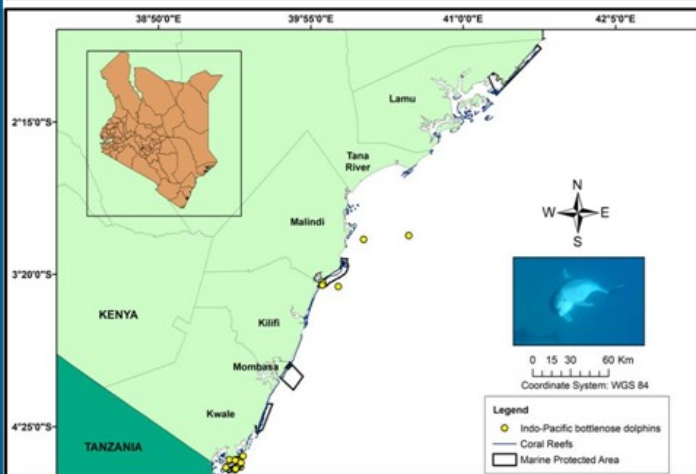 38°50'0"E 39°55'0"E 41°0'0"E 42°5'0"E
Lamu
2°15'0"S
Tana
River
Malindi
N
W E
S
3°20'0"S
KENYA
Kilifi
Mombasa
0 15 30 60 Km
Coordinate System: WGS 84
Kwale
4°25'0"S
TANZANIA
Legend
Indo-Pacific bottlenose dolphins
Coral Reefs
Marine Protected Area